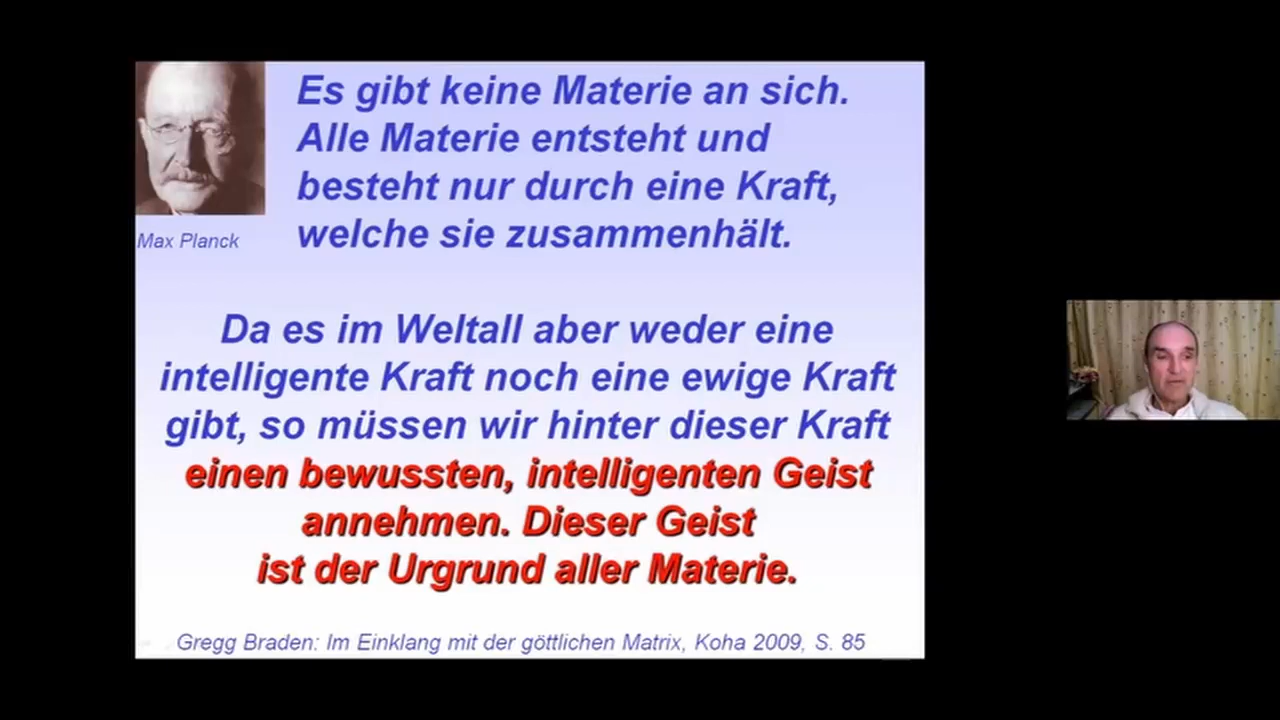 Es gibt keine Materie an sich.
Alle Materie entsteht und
besteht nur durch eine Kraft,
welche sie zusammenhält.
Max Planck
Da es im Weltall aber weder eine
intelligente Kraft noch eine ewige Kraft
gibt, so müssen wir hinter dieser Kraft
einen bewussten, intelligenten Geist
annehmen. Dieser Geist
ist der Urgrund aller Materie.
Gregg Braden: Im Einklang mit der göttlichen Matrix, Koha 2009, S. 85